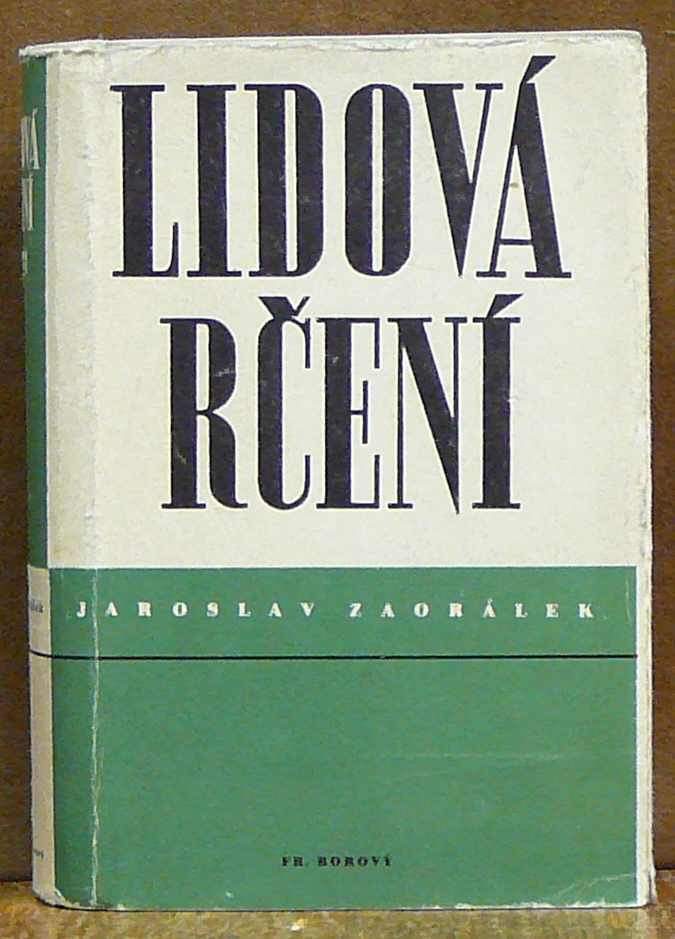 LIDOVÁ
RČENÍ
JAROSLAV ZAORÁLEK
FR. BOROVÝ